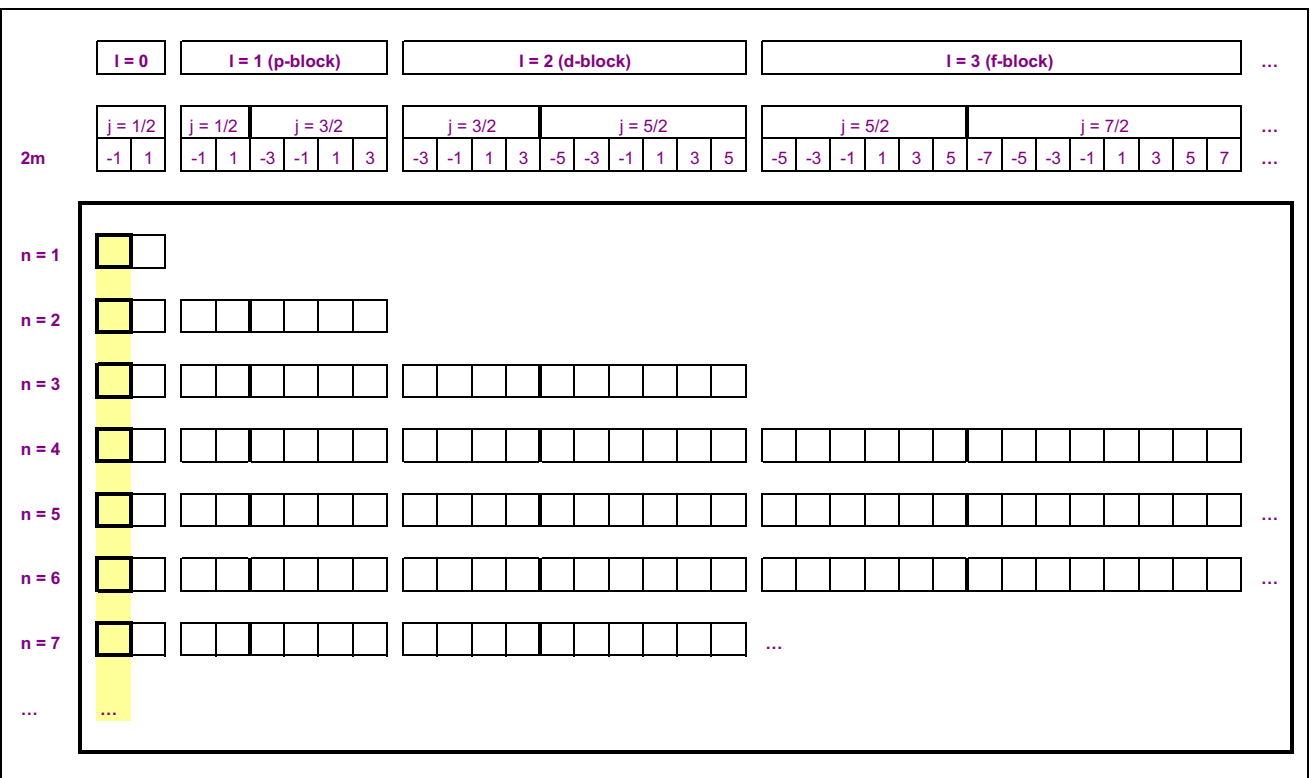 l = 0 l = 1 (p-block) l = 2 (d-block) l = 3 (f-block) ...
j = 1/2 j = 1/2 j = 3/2 j = 3/2 j = 5/2 j = 5/2 j = 7/2 ...
2m -1 1 -1 1 -3 -1 1 3 -3 -1 1 3 -5 -3 -1 1 3 5 -5 -3 -1 1 3 5 -7 -5 -3 -1 1 3 5 7 ...
n = 1
n = 2
n = 3
n = 4
n = 5 ...
n = 6 ...
n = 7 ...
... ...